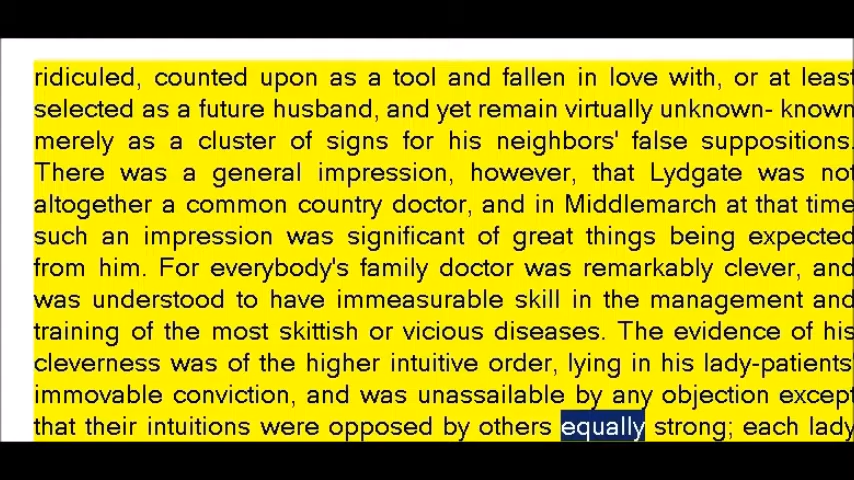 ridiculed, counted upon as a tool and fallen in love with, or at least
selected as a future husband, and yet remain virtually unknown- known
merely as a cluster of signs for his neighbors' false suppositions.
There was a general impression, however, that Lydgate was not
altogether a common country doctor, and in Middlemarch at that time
such an impression was significant of great things being expected
from him. For everybody's family doctor was remarkably clever, and
was understood to have immeasurable skill in the management and
training of the most skittish or vicious diseases. The evidence of his
cleverness was of the higher intuitive order, lying in his lady-patients
immovable conviction, and was unassailable by any objection except
that their intuitions were opposed by others equally strong; each lady